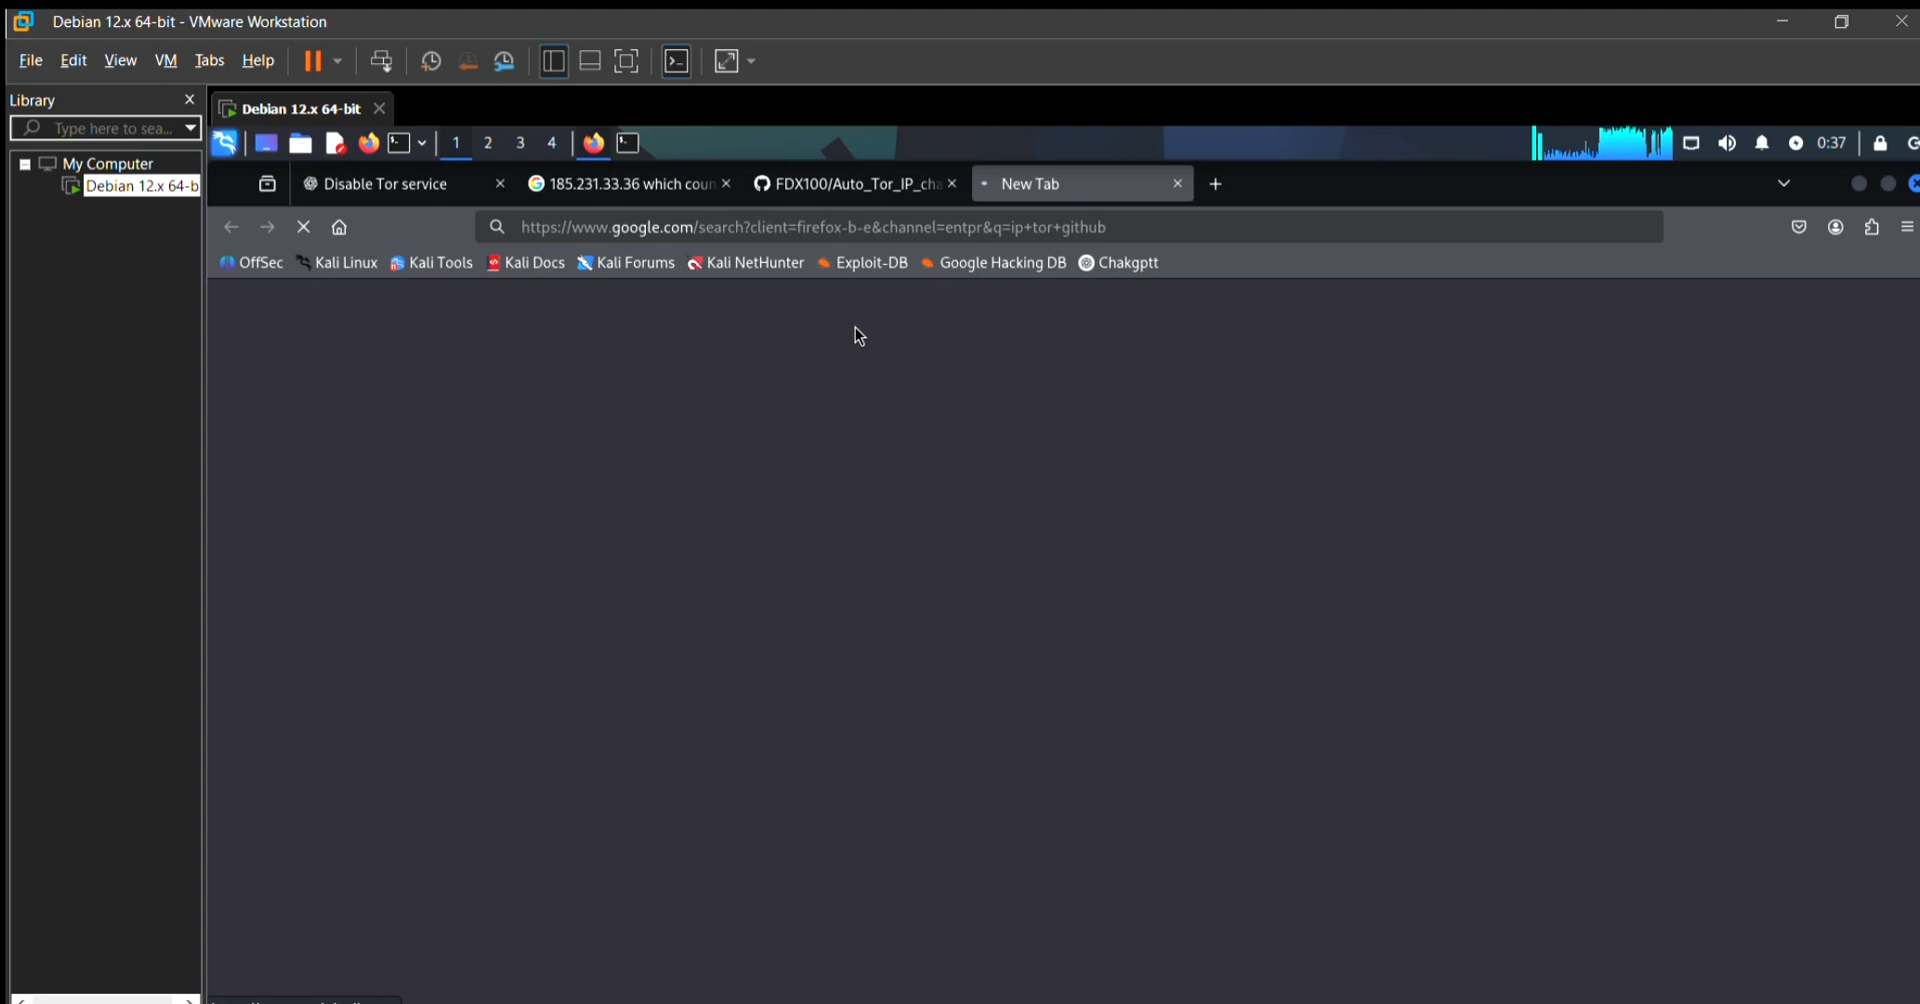 Debian 12.x 64-bit - VMware Workstation
File Edit View VM Tabs Help
Library
Debian 12.x 64-bit
Type here to sea...
1 2 3 4
0:37
My Computer
Debian 12.x 64-b
Disable Tor service
185.231.33.36 which coun
FDX100/Auto_Tor_IP_cha
New Tab
https://www.google.com/search?client=firefox-b-e&channel=entpr&q=ip+tor+github
OffSec Kali Linux Kali Tools Kali Docs Kali Forums Kali NetHunter Exploit-DB Google Hacking DB Chakgptt